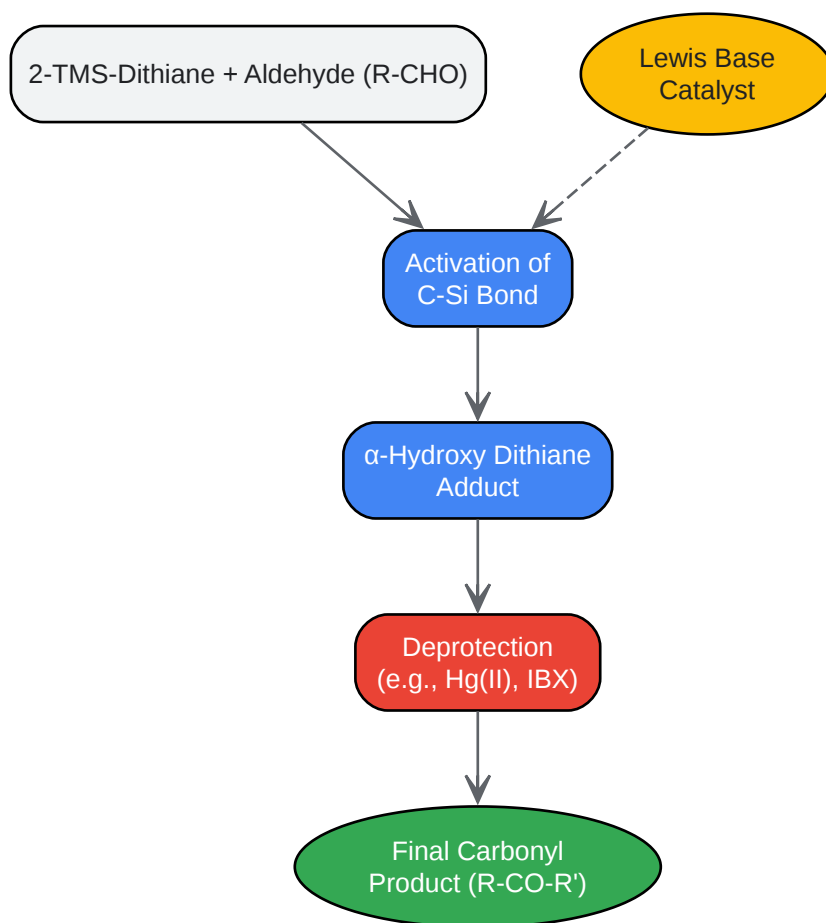 2-TMS-Dithiane + Aldehyde (R-CHO)
Lewis Base
Catalyst
Activation of
C-Si Bond
α-Hydroxy Dithiane
Adduct
Deprotection
(e.g., Hg(II), IBX)
Final Carbonyl
Product (R-CO-R')